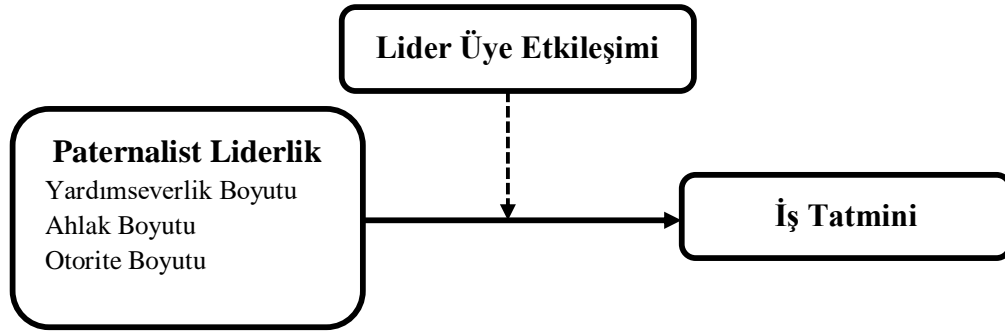 Lider Üye Etkileşimi
Paternalist Liderlik
Yardımseverlik Boyutu
Ahlak Boyutu
Otorite Boyutu
İş Tatmini